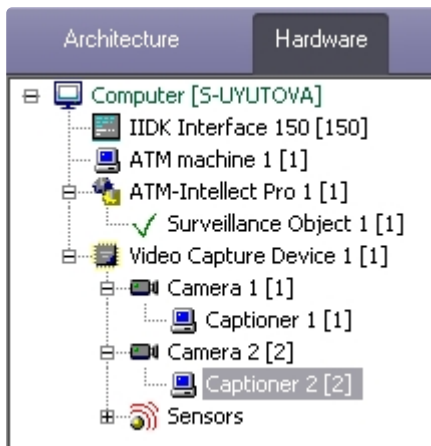 Architecture Hardware
Computer [S-UYUTOVA]
IIDK Interface 150 [150]
ATM machine 1 [1]
ATM-Intellect Pro 1 [1]
Surveillance Object 1 [1]
Video Capture Device 1 [1]
Camera 1 [1]
Captioner 1 [1]
Camera 2 [2]
Captioner 2 [2]
Sensors